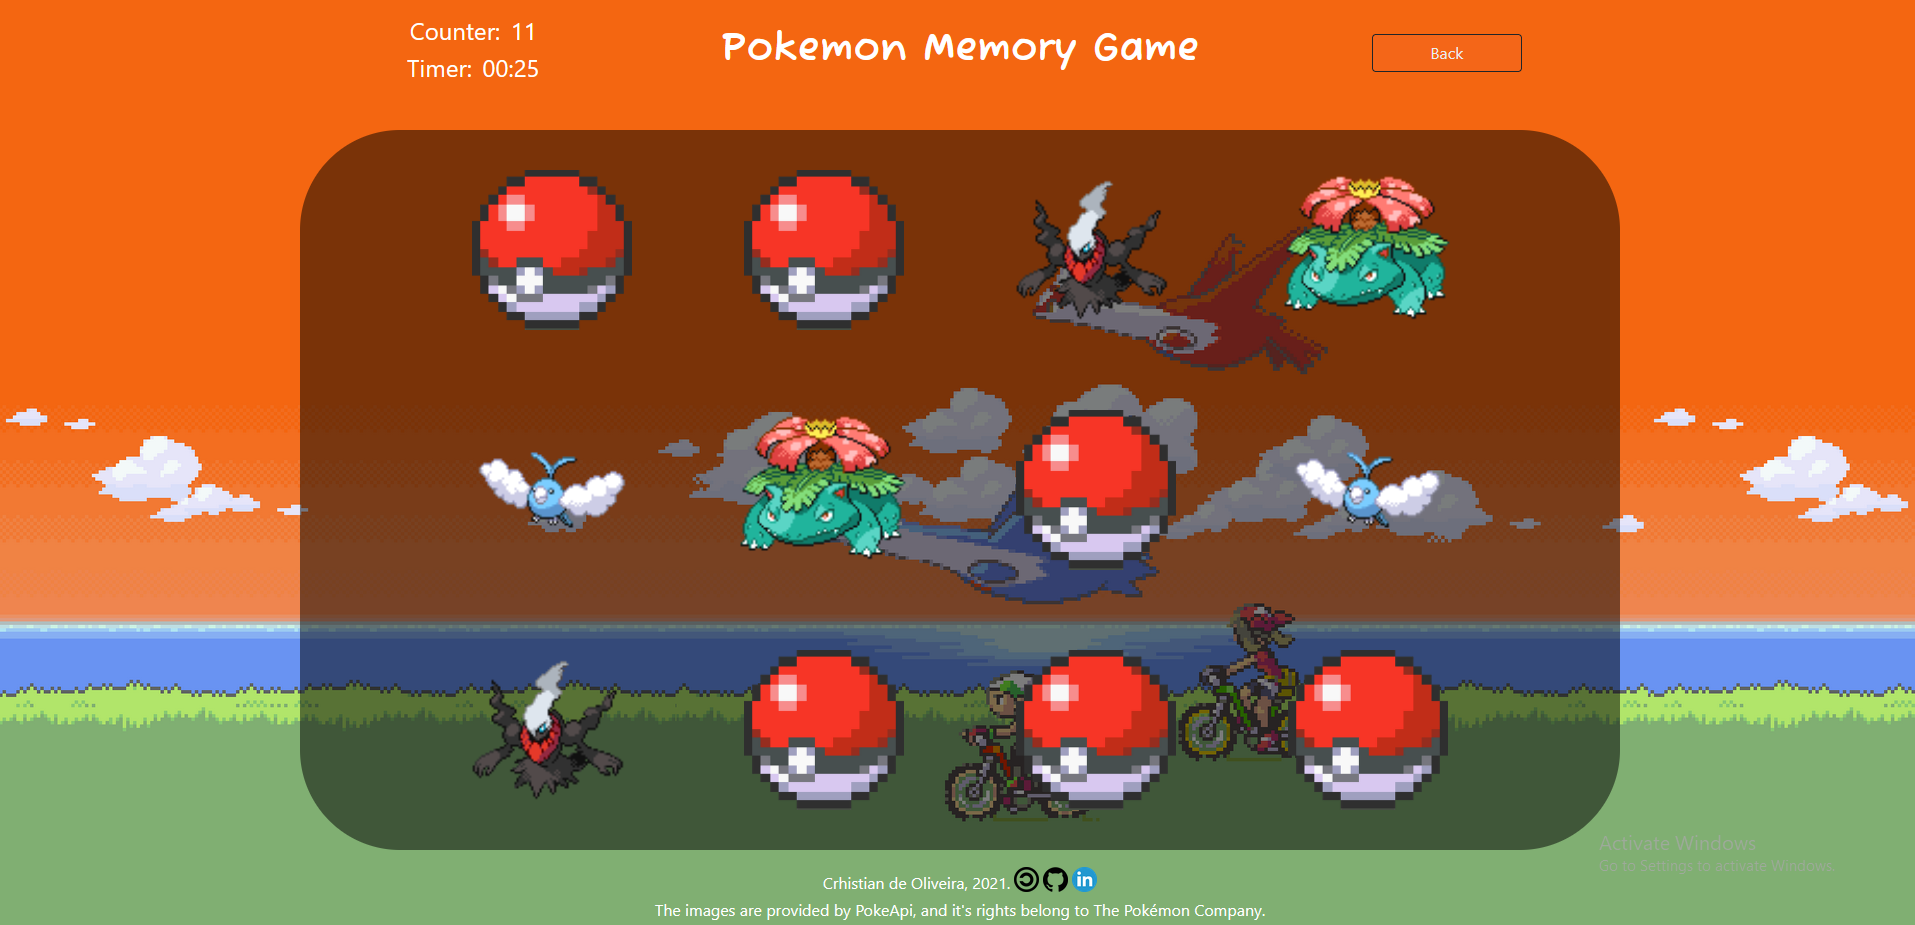 Counter: 11
Timer: 00:25
Pokemon Memory Game
Back
Activate Windows
Go to Settings to activate Windows.
Crhistian de Oliveira, 2021.
in
The images are provided by PokeApi, and it's rights belong to The Pokémon Company.